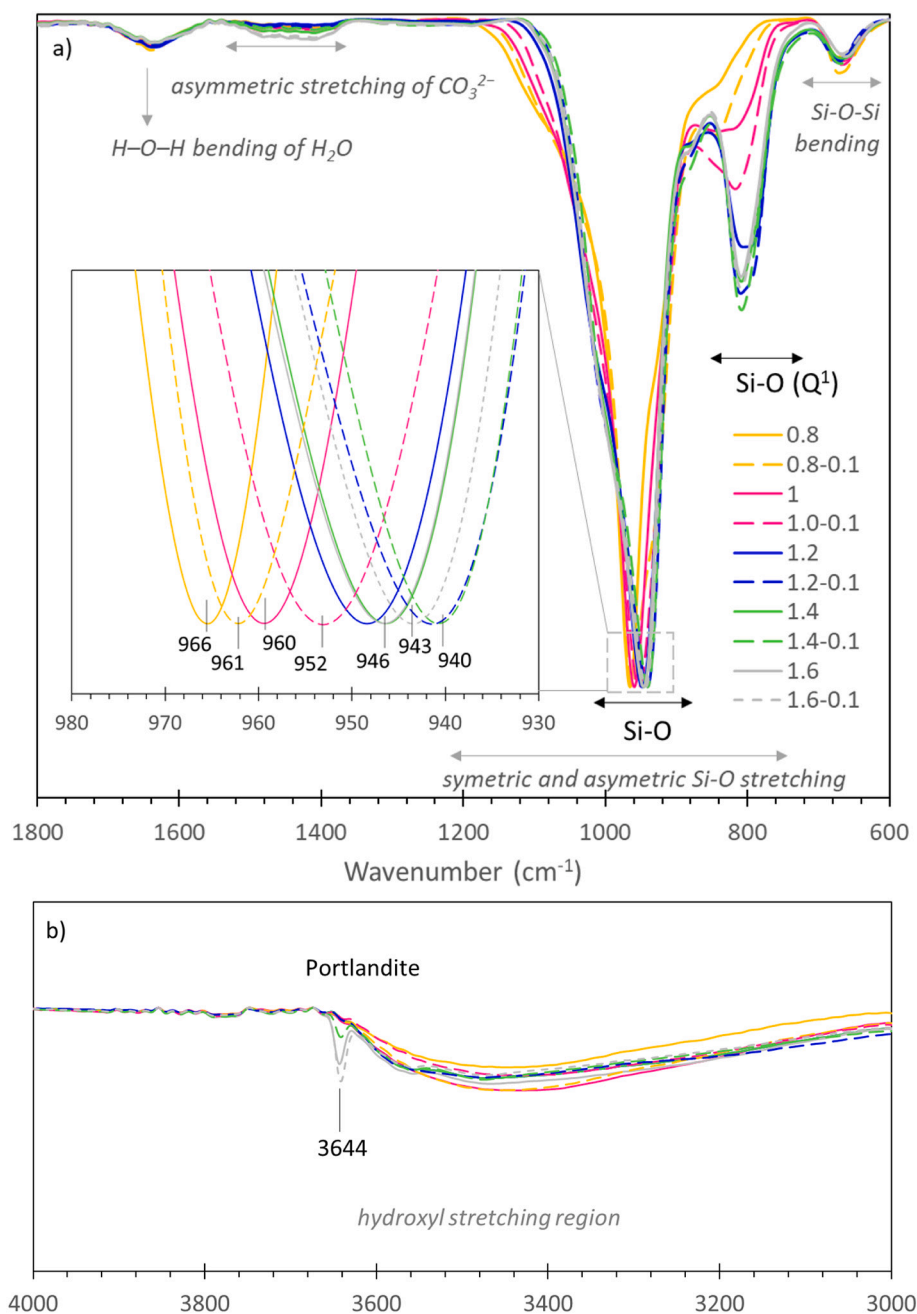 a)
asymmetric stretching of CO₃²⁻
H–O–H bending of H₂O
Si-O-Si
bending
Si-O (Q¹)
0.8
0.8-0.1
1
1.0-0.1
1.2
1.2-0.1
1.4
1.4-0.1
1.6
1.6-0.1
966 961 960 952 946 943 940
980 970 960 950 940 930
Si-O
symetric and asymetric Si-O stretching
1800 1600 1400 1200 1000 800 600
Wavenumber (cm⁻¹)
b)
Portlandite
3644
hydroxyl stretching region
4000 3800 3600 3400 3200 3000